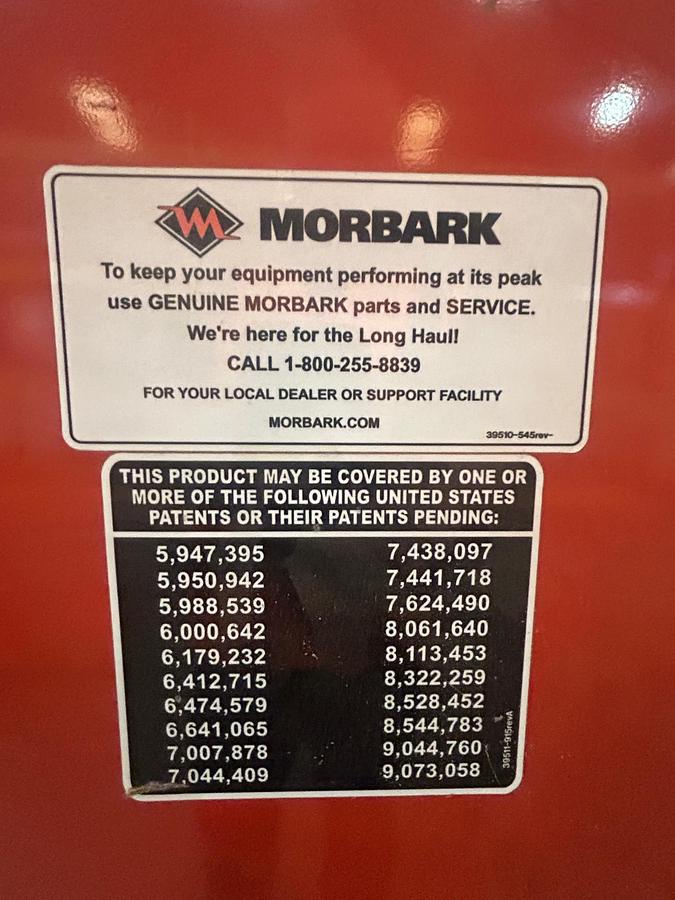 MORBARK
To keep your equipment performing at its peak
use GENUINE MORBARK parts and SERVICE.
We're here for the Long Haul!
CALL 1-800-255-8839
FOR YOUR LOCAL DEALER OR SUPPORT FACILITY
MORBARK.COM
39510-545rev-
THIS PRODUCT MAY BE COVERED BY ONE OR
MORE OF THE FOLLOWING UNITED STATES
PATENTS OR THEIR PATENTS PENDING:
5,947,395 7,438,097
5,950,942 7,441,718
5,988,539 7,624,490
6,000,642 8,061,640
6,179,232 8,113,453
6,412,715 8,322,259
6,474,579 8,528,452
6,641,065 8,544,783
7,007,878 9,044,760
7,044,409 9,073,058
39511-915revA